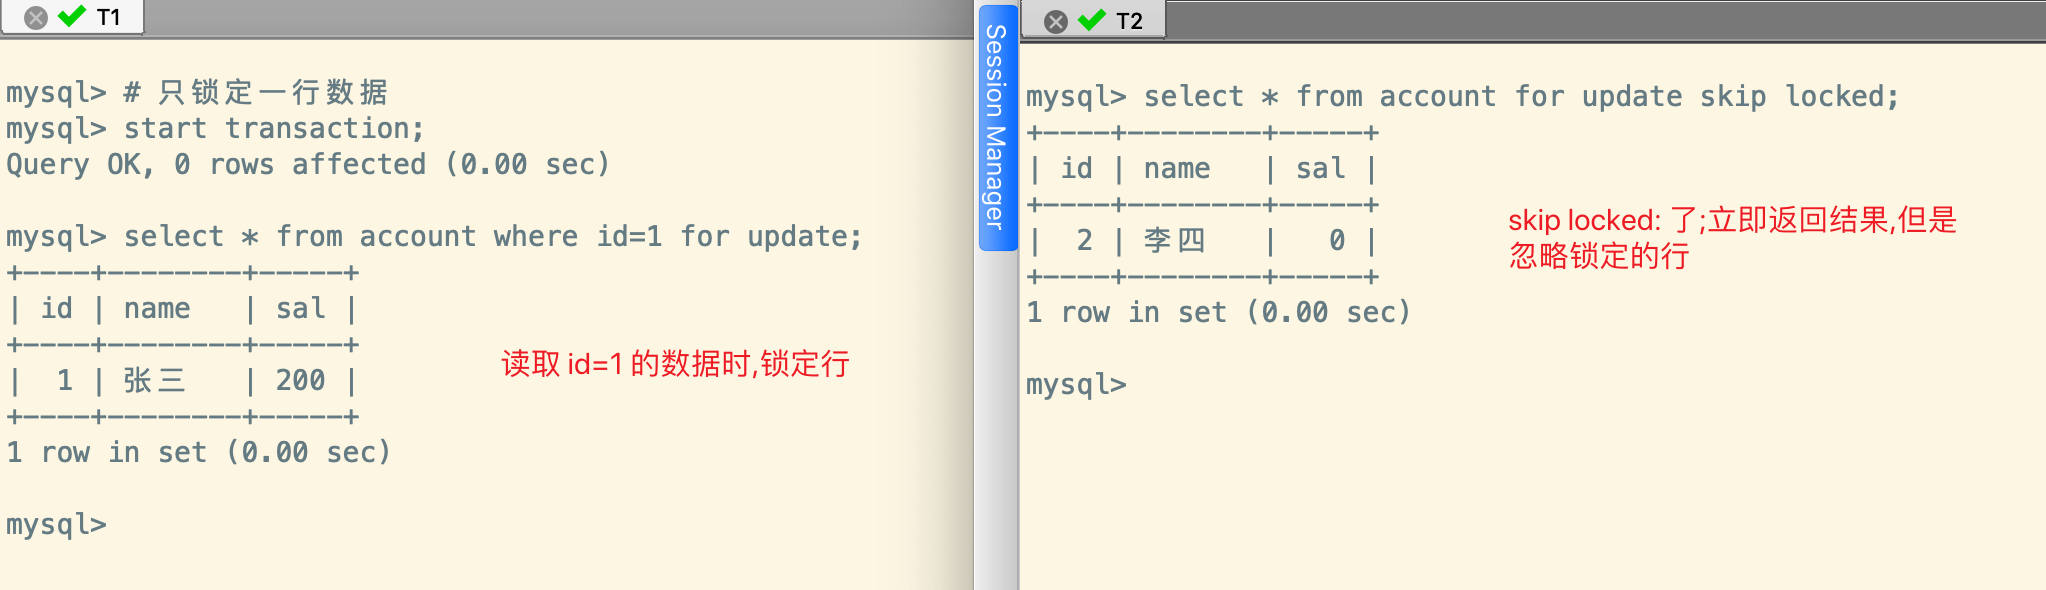 T1
mysql> # 只锁定一行数据
mysql> start transaction;
Query OK, 0 rows affected (0.00 sec)
mysql> select * from account where id=1 for update;
+----+--------+-----+
| id | name   | sal |
+----+--------+-----+
|  1 | 张三   | 200 |
+----+--------+-----+
1 row in set (0.00 sec)
mysql>
读取 id=1 的数据时,锁定行
Session Manager
T2
mysql> select * from account for update skip locked;
+----+--------+-----+
| id | name   | sal |
+----+--------+-----+
|  2 | 李四   |   0 |
+----+--------+-----+
1 row in set (0.00 sec)
mysql>
skip locked: 了;立即返回结果,但是
忽略锁定的行